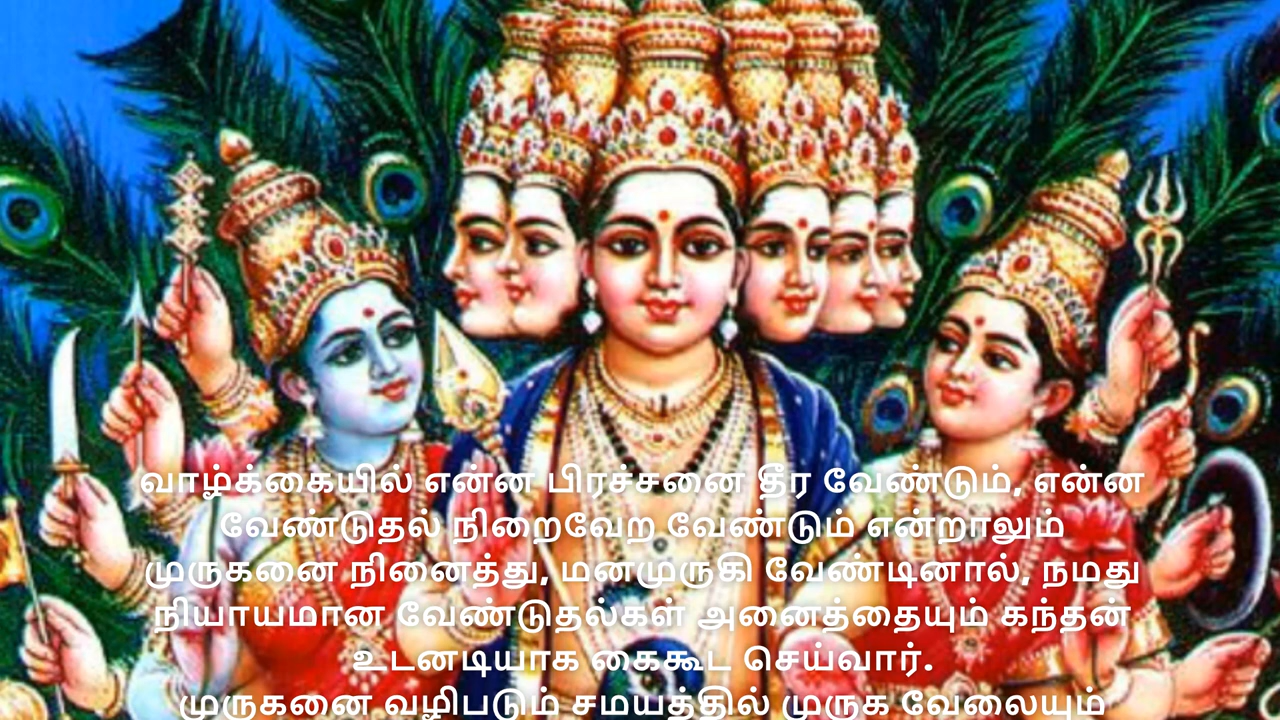 வாழ்க்கையில் என்ன பிரச்சனை தீர வேண்டும், என்ன
வேண்டுதல் நிறைவேற வேண்டும் என்றாலும்
முருகனை நினைத்து, மனமுருகி வேண்டினால், நமது
நியாயமான வேண்டுதல்கள் அனைத்தையும் கந்தன்
உடனடியாக கைகூட செய்வார்.
முருகனை வழிபடும் சமயத்தில் முருக வேலையும்